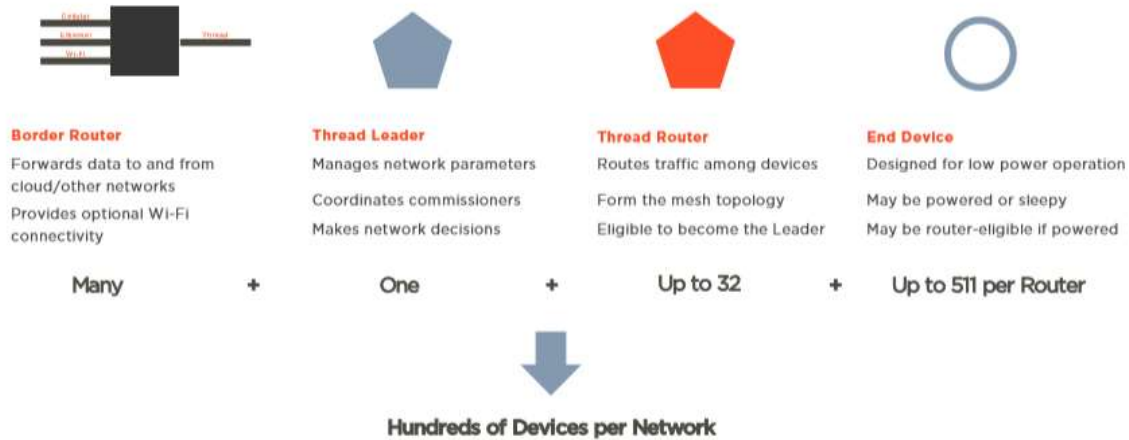 Cellular
Ethernet
Wi-Fi
Thread
Border Router
Forwards data to and from
cloud/other networks
Provides optional Wi-Fi
connectivity
Thread Leader
Manages network parameters
Coordinates commissioners
Makes network decisions
Thread Router
Routes traffic among devices
Form the mesh topology
Eligible to become the Leader
End Device
Designed for low power operation
May be powered or sleepy
May be router-eligible if powered
Many + One + Up to 32 + Up to 511 per Router
Hundreds of Devices per Network